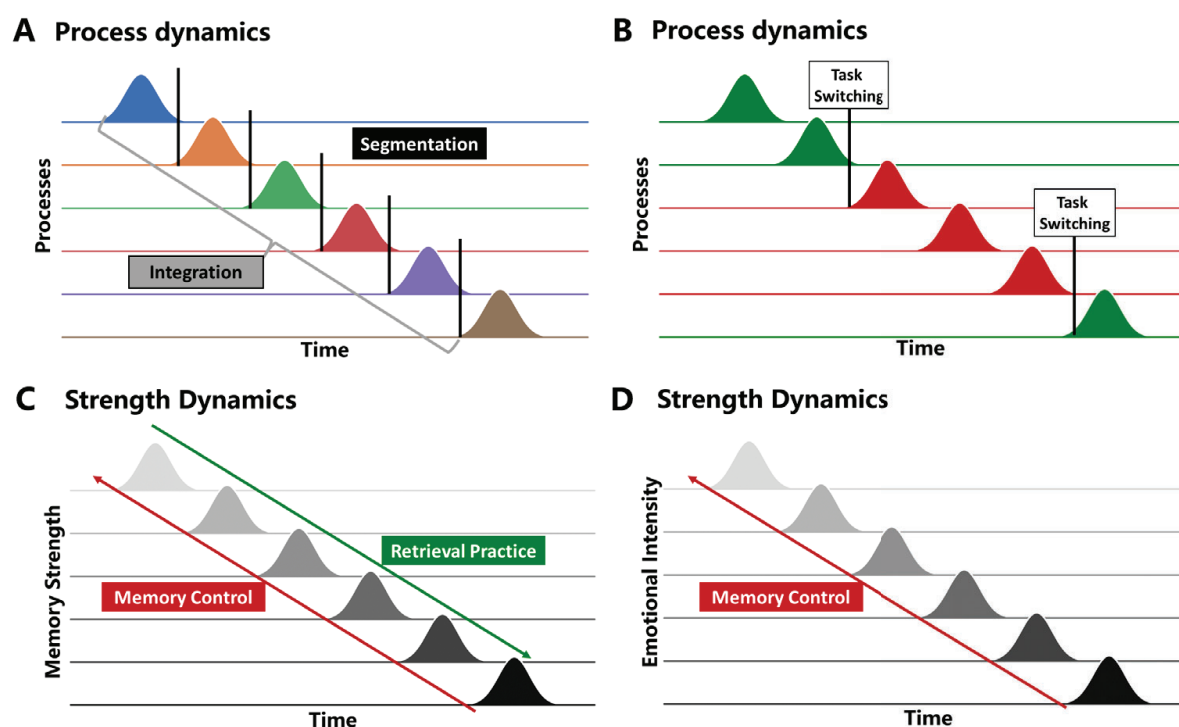 A Process dynamics
Processes
Segmentation
Integration
Time
B Process dynamics
Processes
Task
Switching
Task
Switching
Time
C Strength Dynamics
Memory Strength
Retrieval Practice
Memory Control
Time
D Strength Dynamics
Emotional Intensity
Memory Control
Time